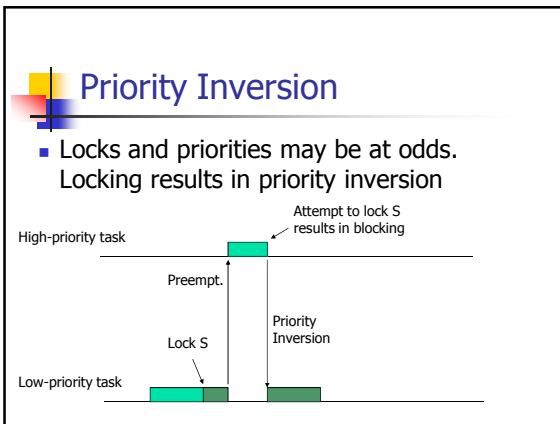 Priority Inversion
Locks and priorities may be at odds.
Locking results in priority inversion
Attempt to lock S
results in blocking
High-priority task
Preempt.
Priority
Inversion
Lock S
Low-priority task